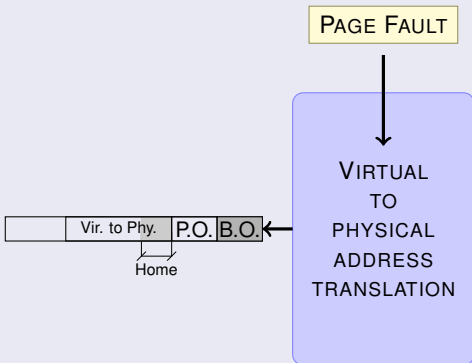 PAGE FAULT
VIRTUAL
TO
PHYSICAL
ADDRESS
TRANSLATION
Vir. to Phy. P.O. B.O.
Home